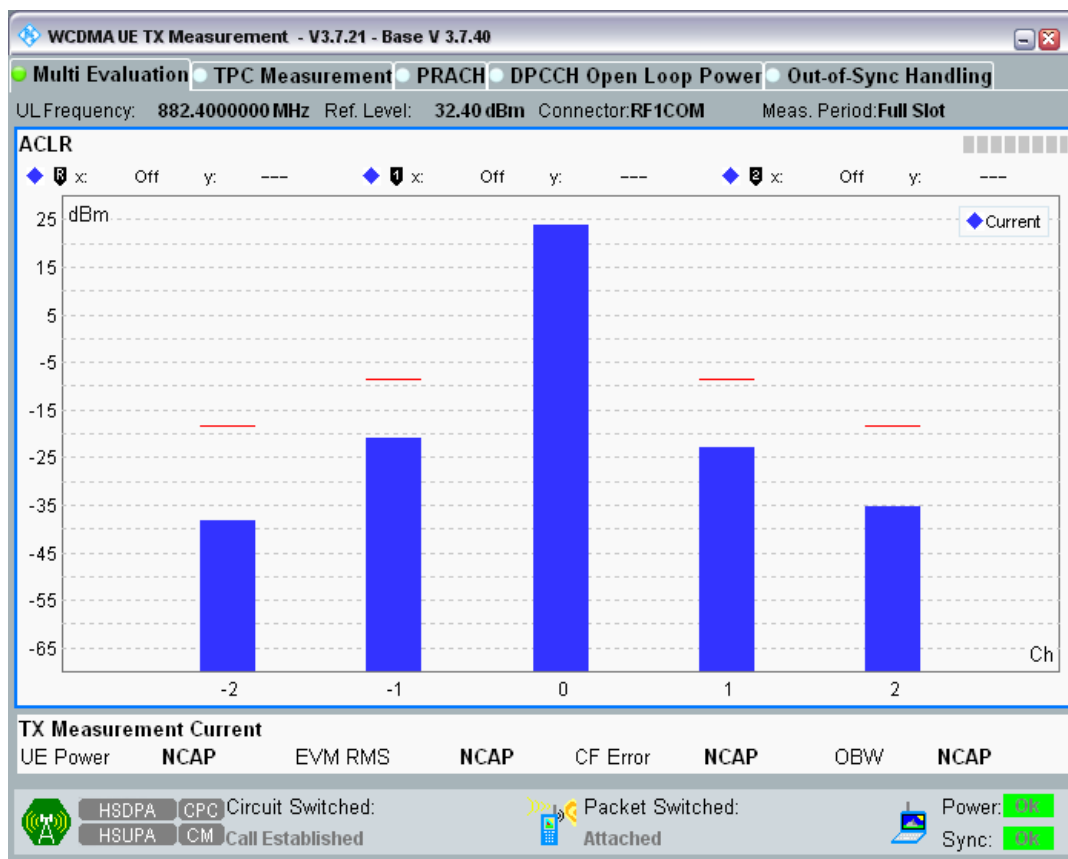 WCDMA UE TX Measurement - V3.7.21 - Base V 3.7.40
Multi Evaluation TPC Measurement PRACH DPCCH Open Loop Power Out-of-Sync Handling
UL Frequency: 882.4000000 MHz Ref. Level: 32.40 dBm Connector:RF1COM Meas. Period:Full Slot
ACLR
R x: Off y: --- 1 x: Off y: --- 2 x: Off y: ---
dBm
Current
25
15
5
-5
-15
-25
-35
-45
-55
-65
Ch
-2 -1 0 1 2
TX Measurement Current
UE Power NCAP EVM RMS NCAP CF Error NCAP OBW NCAP
HSDPA CPC Circuit Switched: Packet Switched: Power: OK
HSUPA CM Call Established Attached Sync: OK